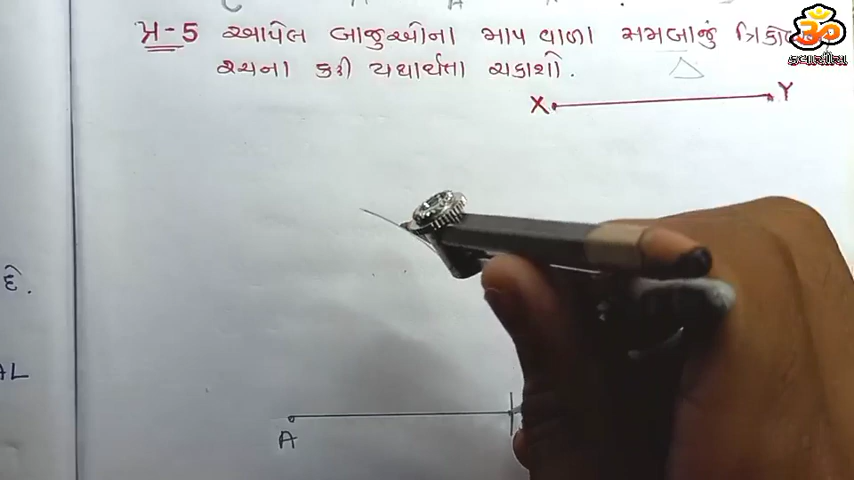 પ્ર-5 આપેલ બાજુઓના માપ વાળા સમબાજું
રચના કરી યથાર્થતા ચકાશો.
X Y
દે.
AL
A
ૐ